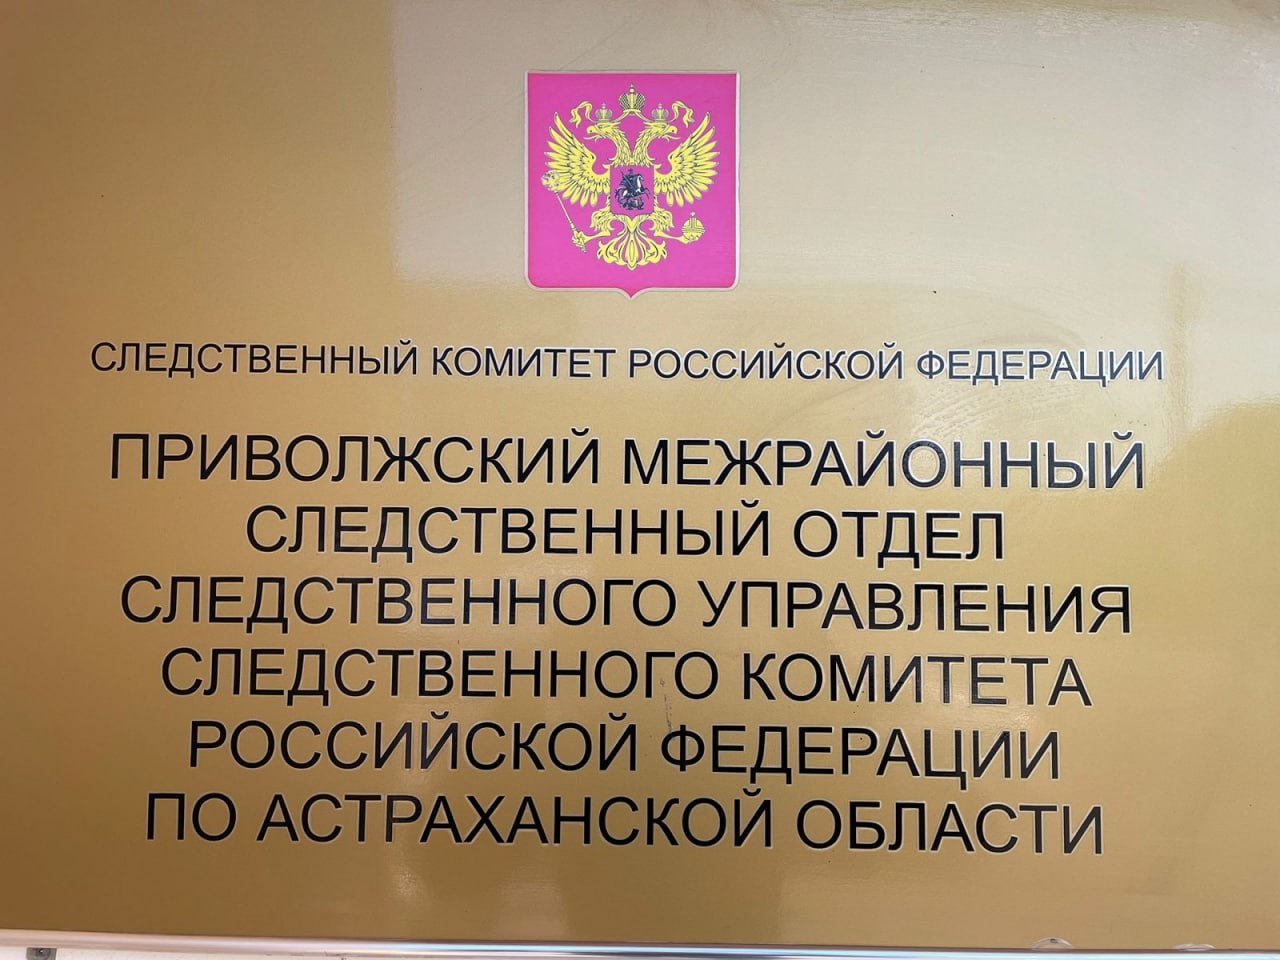 СЛЕДСТВЕННЫЙ КОМИТЕТ РОССИЙСКОЙ ФЕДЕРАЦИИ
ПРИВОЛЖСКИЙ МЕЖРАЙОННЫЙ
СЛЕДСТВЕННЫЙ ОТДЕЛ
СЛЕДСТВЕННОГО УПРАВЛЕНИЯ
СЛЕДСТВЕННОГО КОМИТЕТА
РОССИЙСКОЙ ФЕДЕРАЦИИ
ПО АСТРАХАНСКОЙ ОБЛАСТИ